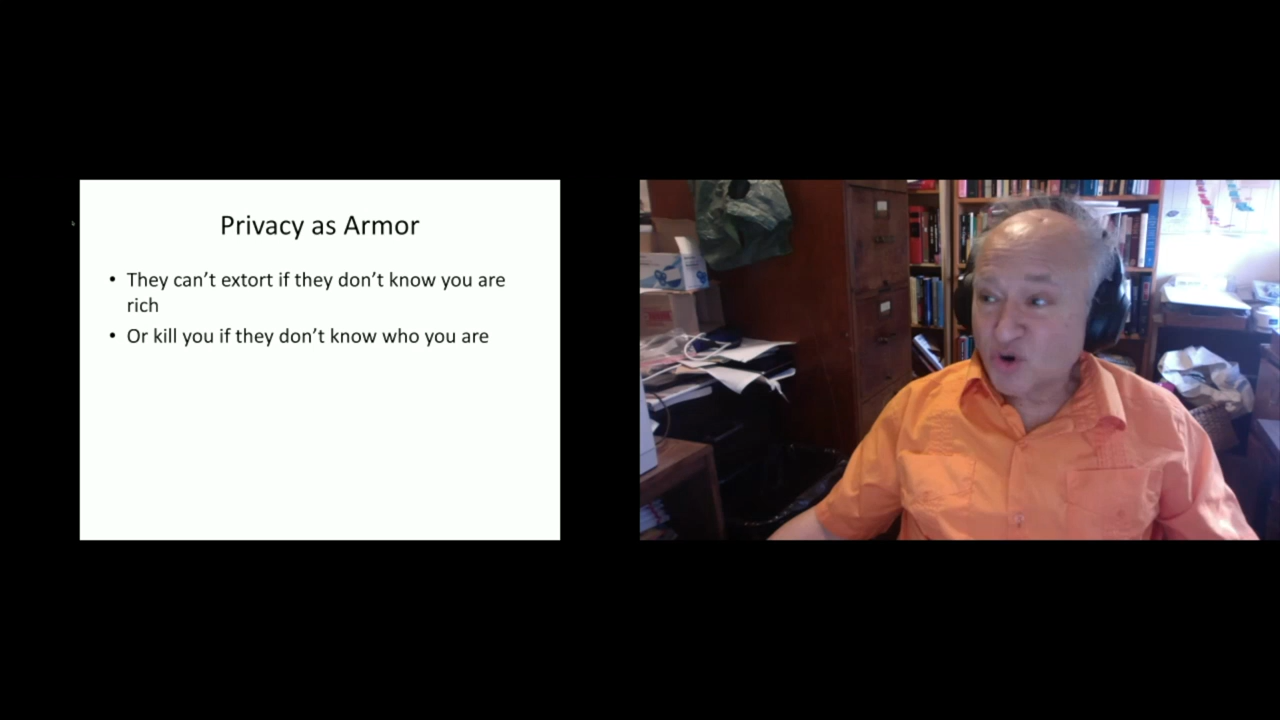 Privacy as Armor
• They can’t extort if they don’t know you are
rich
• Or kill you if they don’t know who you are